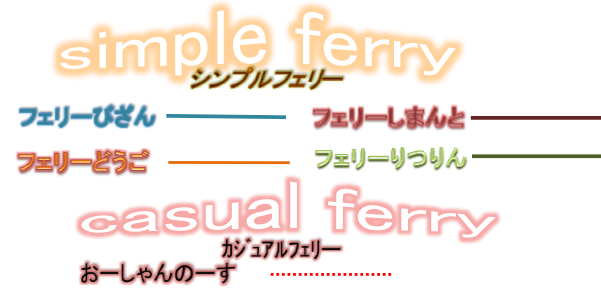 simple ferry
シンプルフェリー
フェリーびざん
フェリーしまんと
フェリーどうご
フェリーりつりん
casual ferry
ｶｼﾞｭｱﾙﾌｪﾘｰ
おーしゃんのーす